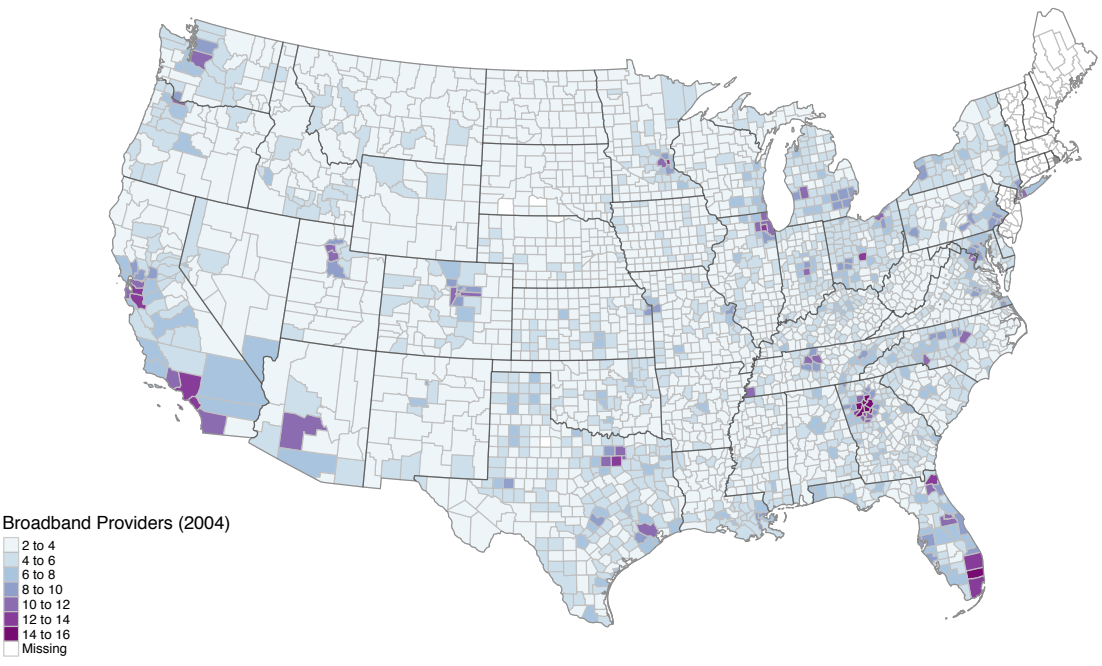 Broadband Providers (2004)
2 to 4
4 to 6
6 to 8
8 to 10
10 to 12
12 to 14
14 to 16
Missing